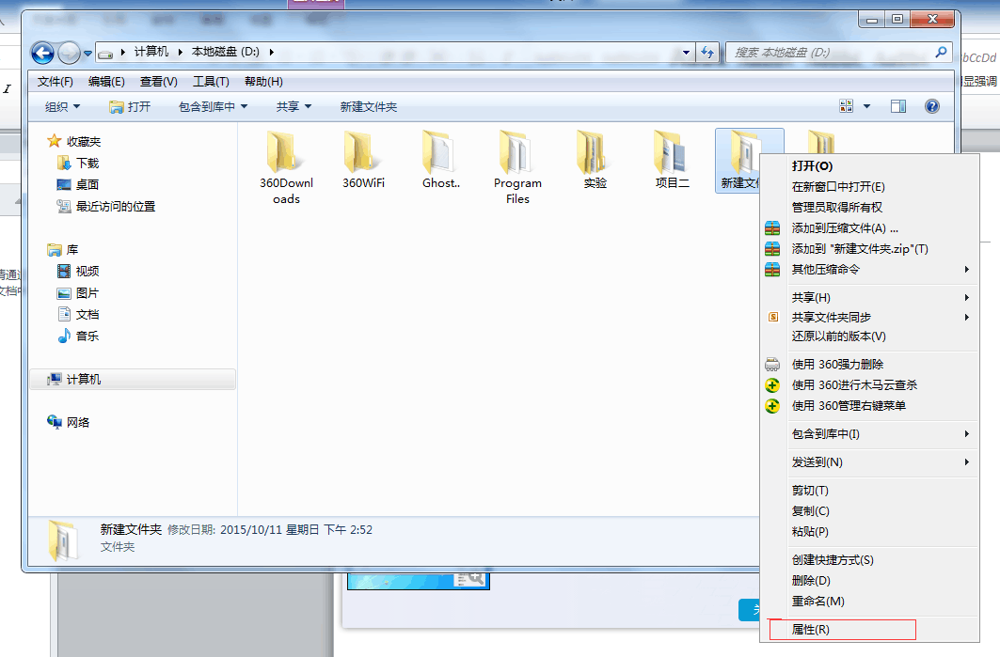 计算机 本地磁盘 (D:)
搜索 本地磁盘 (D:)
bCcDd
文件(F) 编辑(E) 查看(V) 工具(T) 帮助(H)
显强调
I
组织 打开 包含到库中 共享 新建文件夹
收藏夹
下载
桌面
最近访问的位置
库
视频
图片
文档
音乐
计算机
网络
360Downl
oads
360WiFi
Ghost..
Program
Files
实验
项目二
新建文件
打开(O)
在新窗口中打开(E)
管理员取得所有权
添加到压缩文件(A) ...
添加到 "新建文件夹.zip"(T)
其他压缩命令
共享(H)
共享文件夹同步
还原以前的版本(V)
使用 360强力删除
使用 360进行木马云查杀
使用 360管理右键菜单
包含到库中(I)
发送到(N)
剪切(T)
复制(C)
粘贴(P)
创建快捷方式(S)
删除(D)
重命名(M)
属性(R)
新建文件夹 修改日期: 2015/10/11 星期日 下午 2:52
文件夹